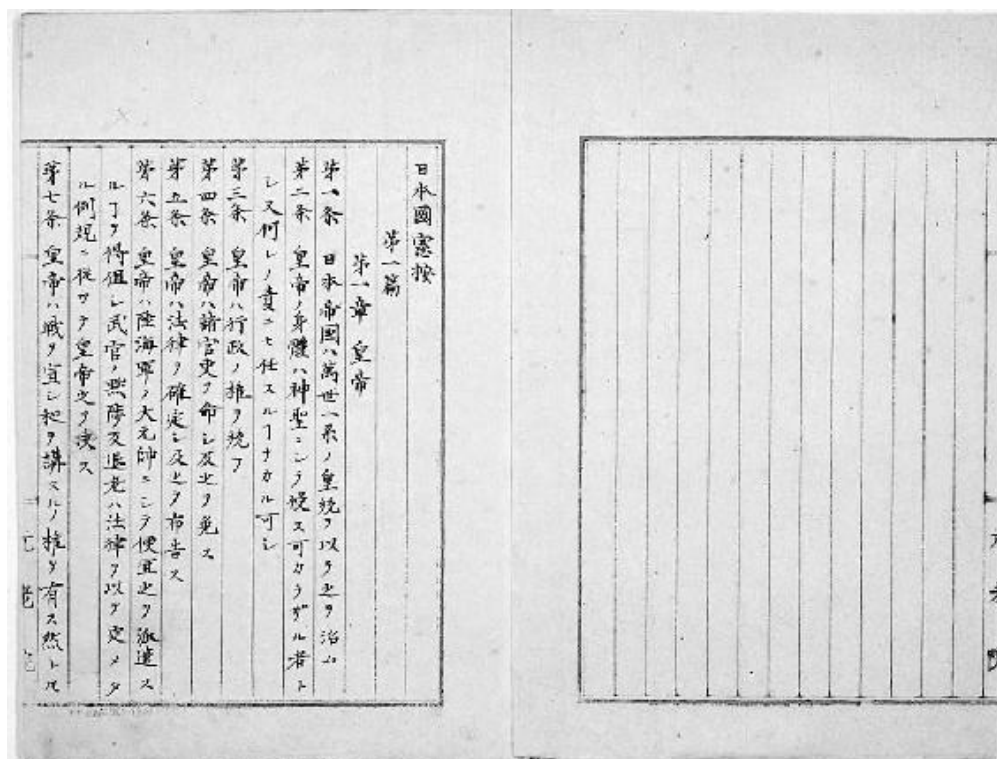 日本國憲按
第一篇
第一章 皇帝
第一条 日本帝國ハ萬世一系ノ皇統ヲ以テ之ヲ治ム
第二条 皇帝ノ身體ハ神聖ニシテ侵ス可カラザル者ト
シ又何レノ責ニモ任スルヿナカル可シ
第三条 皇帝ハ行政ノ権ヲ統フ
第四条 皇帝ハ諸官吏ヲ命シ及之ヲ免ス
第五条 皇帝ハ法律ヲ確定シ及之ヲ布告ス
第六条 皇帝ハ陸海軍ノ大元帥ニシテ便宜之ヲ派遣ス
ルヿヲ得但シ武官ノ黜陟及退老ハ法律ヲ以テ定メタ
ル例規ニ従ツテ皇帝之ヲ決ス
第七条 皇帝ハ戦ヲ宣シ和ヲ講スルノ権ヲ有ス然レ𪜈